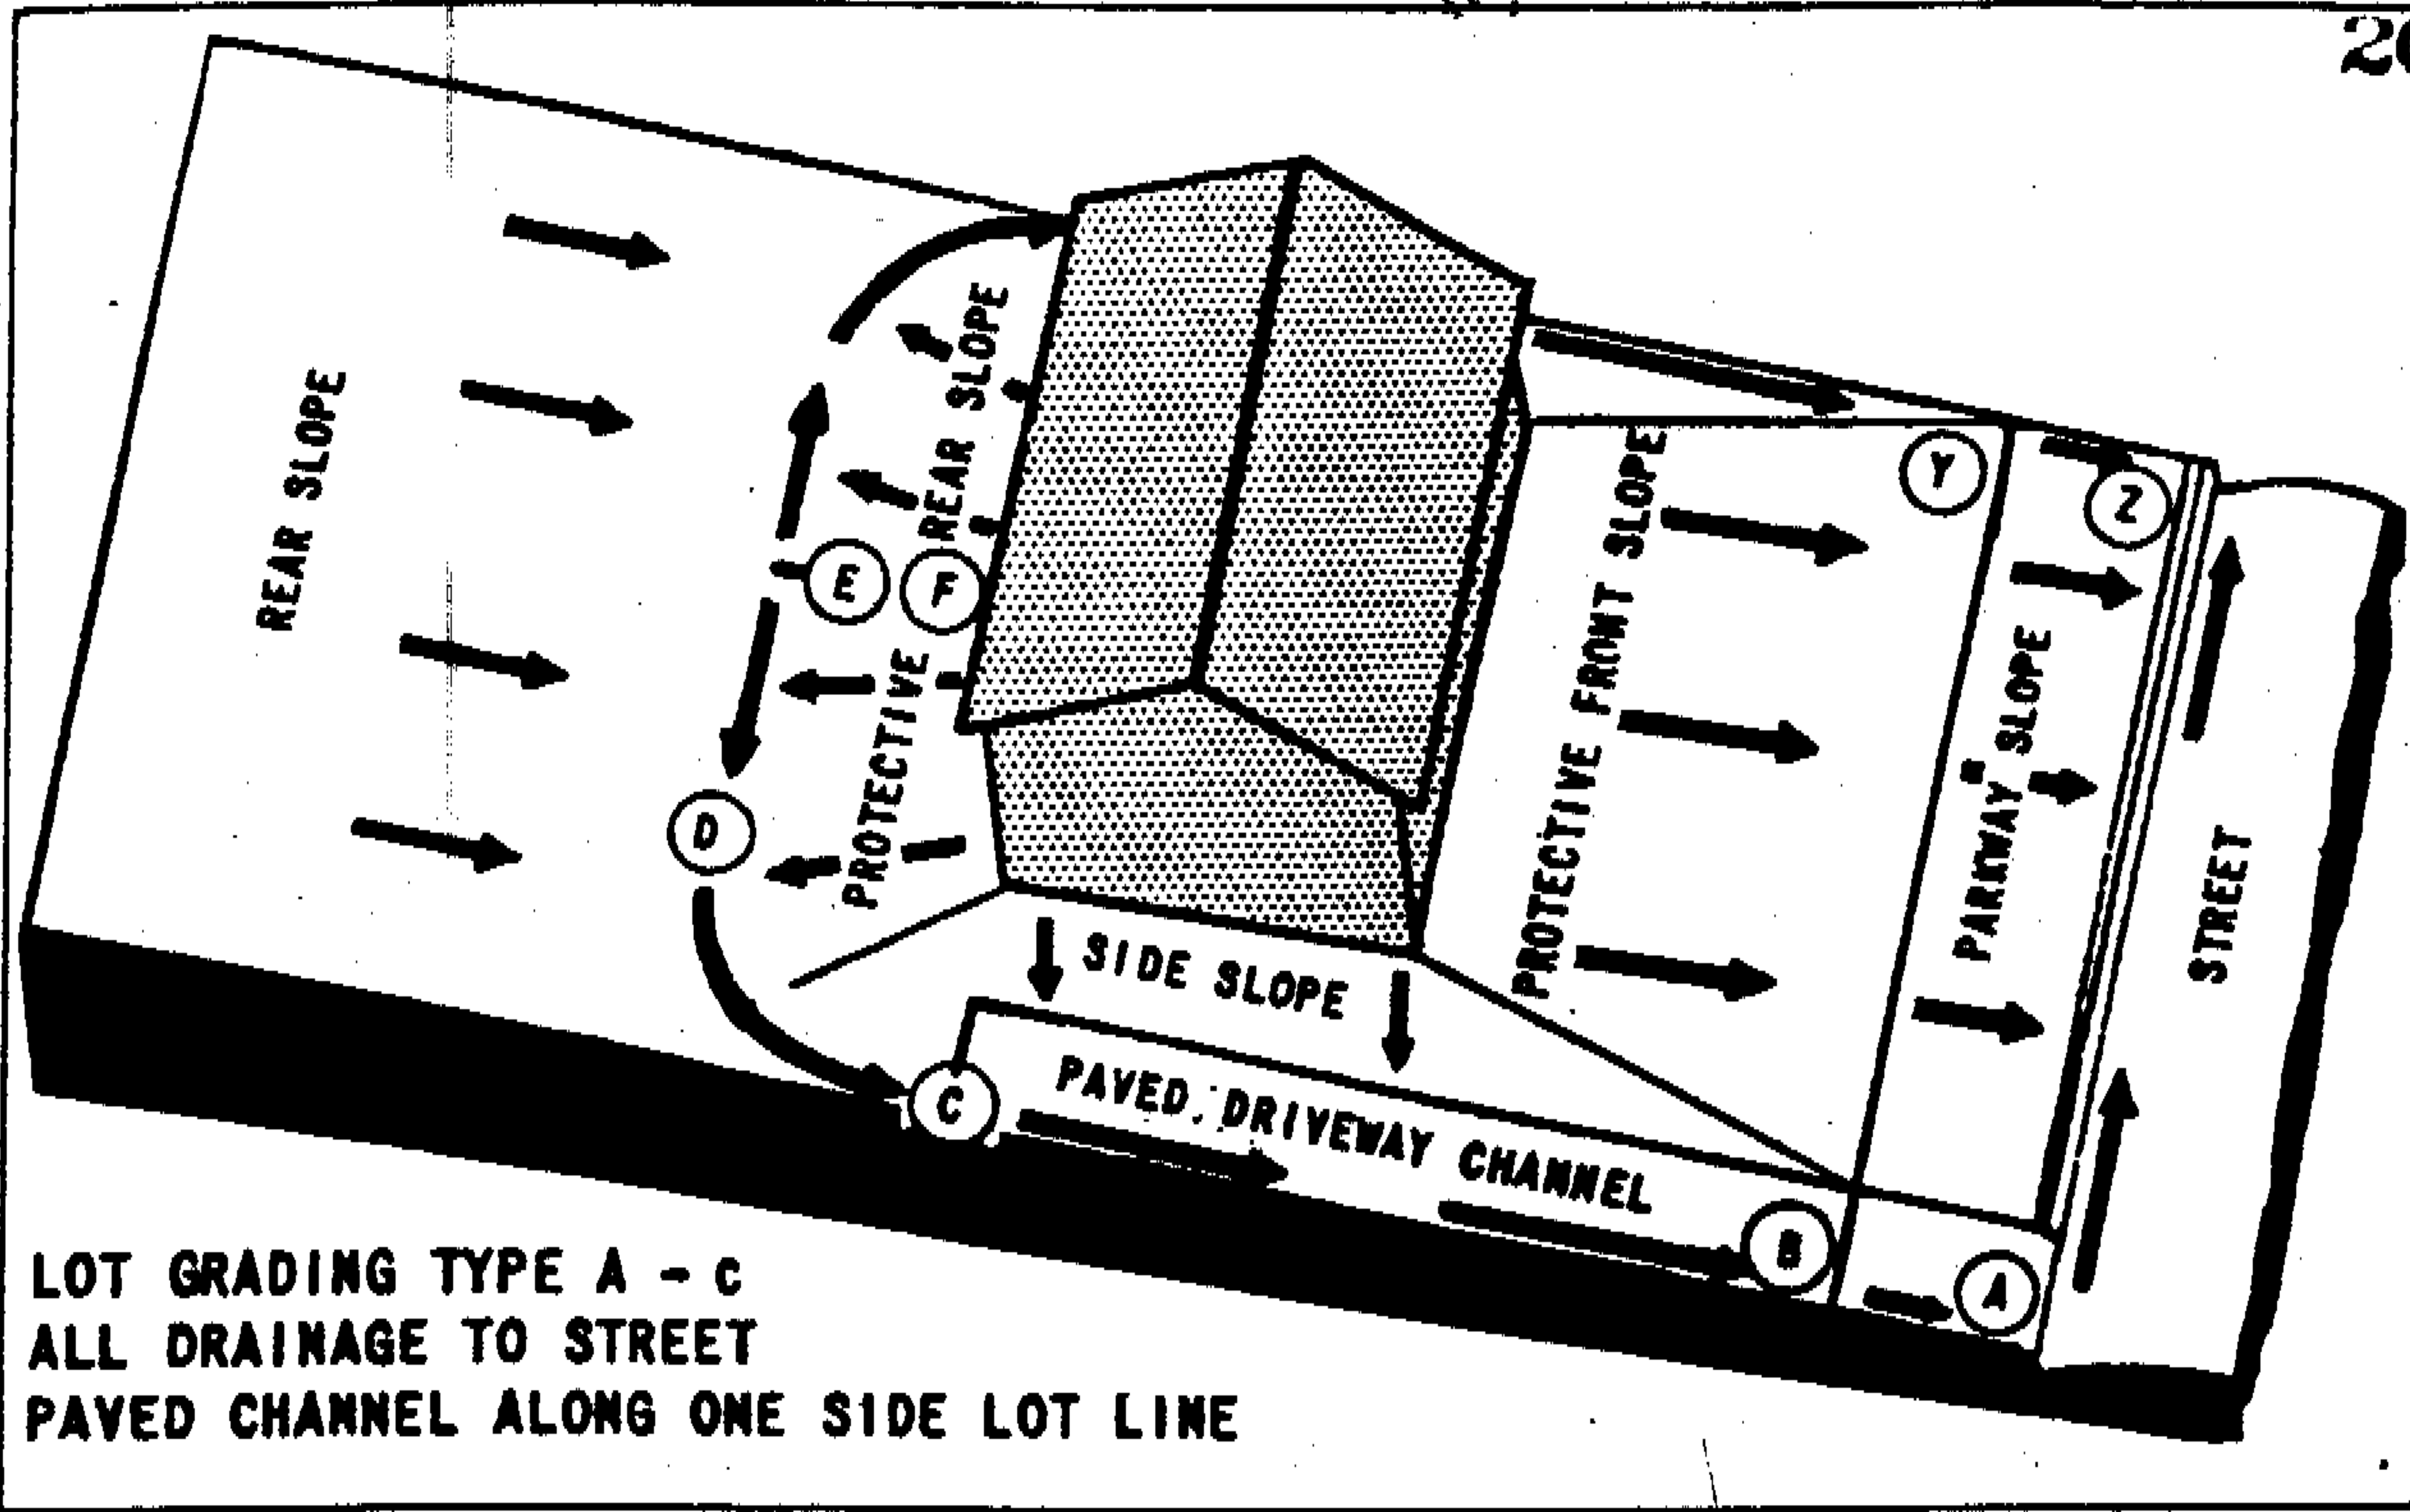 REAR SLOPE
PROTECTIVE REAR SLOPE
E
F
D
C
SIDE SLOPE
PAVED DRIVEWAY CHANNEL
B
A
PROTECTIVE FRONT SLOPE
Y
Z
PARKWAY SLOPE
STREET
LOT GRADING TYPE A - c
ALL DRAINAGE TO STREET
PAVED CHANNEL ALONG ONE SIDE LOT LINE